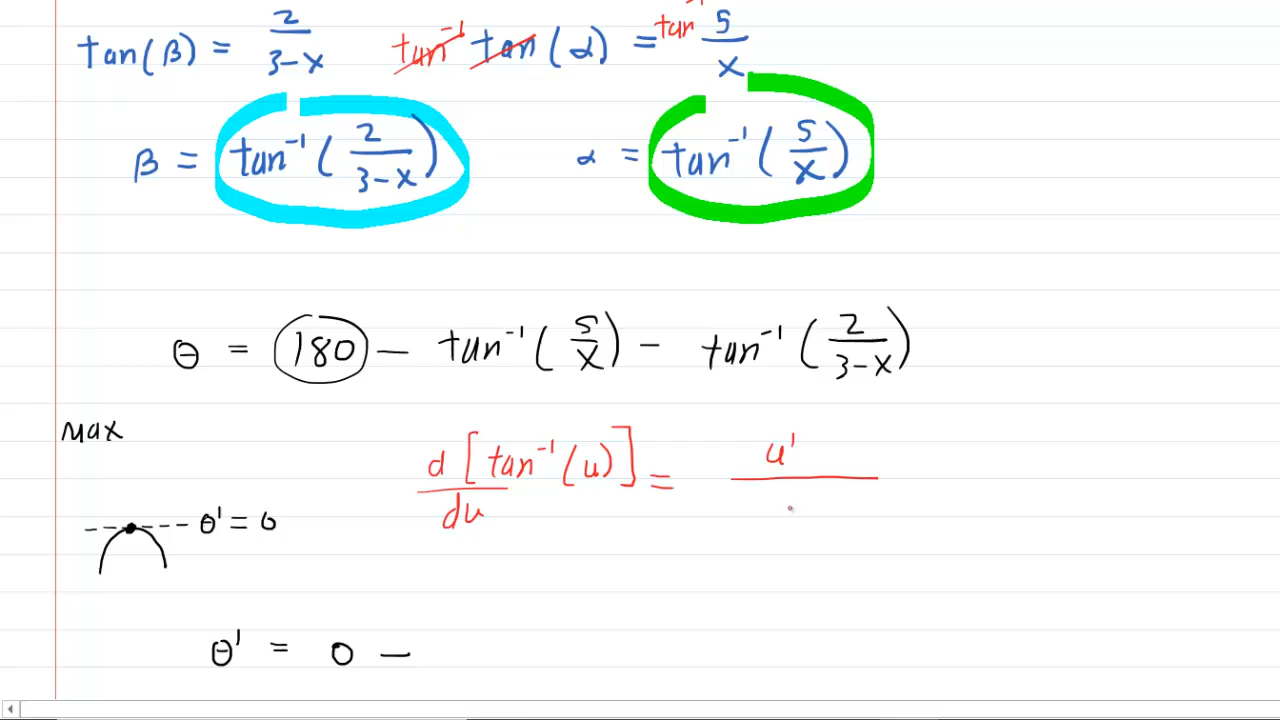 tan(β) = 2/(3-x) tan⁻¹ tan(α) = tan⁻¹ 5/x
β = tan⁻¹(2/(3-x)) α = tan⁻¹(5/x)
θ = 180 - tan⁻¹(5/x) - tan⁻¹(2/(3-x))
Max
d/du [tan⁻¹(u)] = u'
θ' = 0
θ' = 0 -